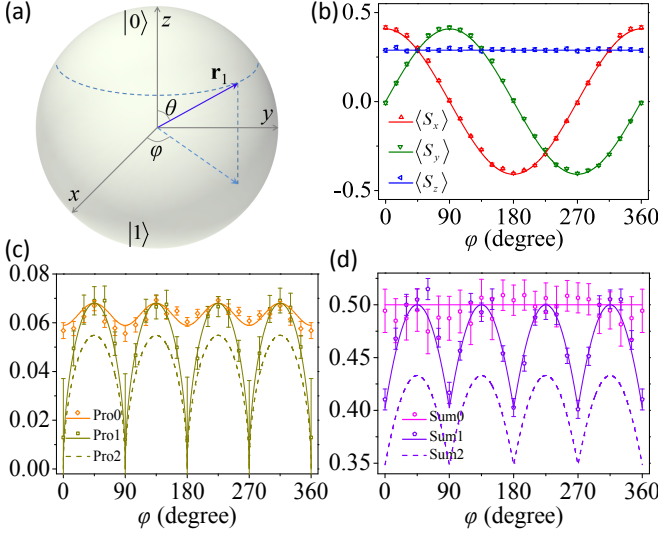 (a)
|0⟩
z
r₁
θ
y
φ
x
|1⟩
(b)
0.5
0.0
-0.5
⟨Sₓ⟩
⟨Sᵧ⟩
⟨S_z⟩
0 90 180 270 360
φ (degree)
(c)
0.08
0.06
0.04
0.02
0.00
Pro0
Pro1
Pro2
0 90 180 270 360
φ (degree)
(d)
0.50
0.45
0.40
0.35
Sum0
Sum1
Sum2
0 90 180 270 360
φ (degree)